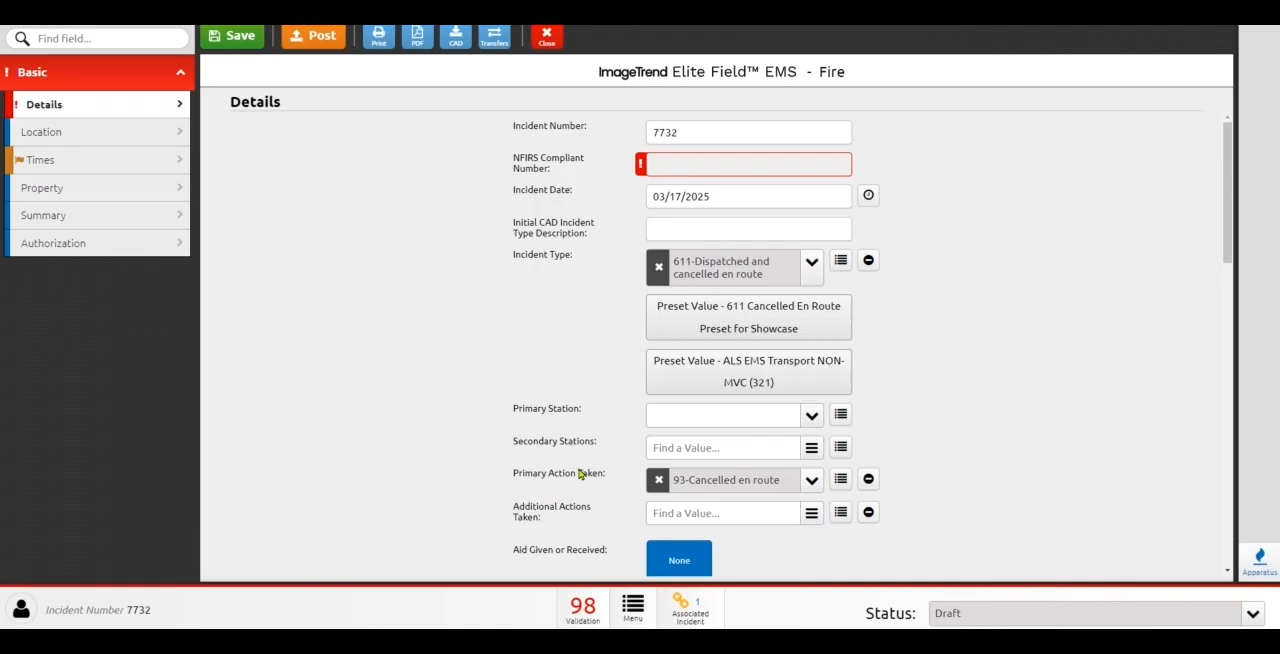 Find field...
Save
Post
Print
PDF
CAD
Transfers
Close
! Basic
! Details
Location
Times
Property
Summary
Authorization
ImageTrend Elite Field™ EMS - Fire
Details
Incident Number:
7732
NFIRS Compliant
Number:
!
Incident Date:
03/17/2025
Initial CAD Incident
Type Description:
Incident Type:
611-Dispatched and
cancelled en route
Preset Value - 611 Cancelled En Route
Preset for Showcase
Preset Value - ALS EMS Transport NON-
MVC (321)
Primary Station:
Secondary Stations:
Find a Value...
Primary Action Taken:
93-Cancelled en route
Additional Actions
Taken:
Find a Value...
Aid Given or Received:
None
Apparatus
Incident Number 7732
98
Validation
Menu
1
Associated
Incident
Status:
Draft